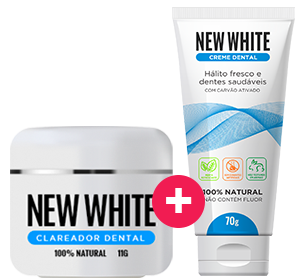 NEW WHITE
CREME DENTAL
Hálito fresco e
dentes saudáveis
COM CARVÃO ATIVADO
100% NATURAL
NÃO CONTÉM FLUOR
70g
NEW WHITE
CLAREADOR DENTAL
100% NATURAL 11G
+